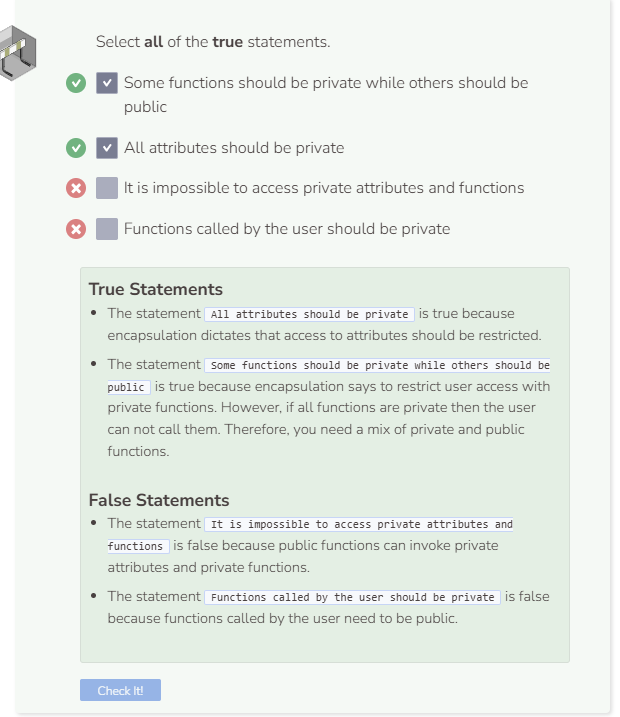 Select all of the true statements.
Some functions should be private while others should be
public
All attributes should be private
It is impossible to access private attributes and functions
Functions called by the user should be private
True Statements
• The statement All attributes should be private is true because
encapsulation dictates that access to attributes should be restricted.
• The statement Some functions should be private while others should be
public is true because encapsulation says to restrict user access with
private functions. However, if all functions are private then the user
can not call them. Therefore, you need a mix of private and public
functions.
False Statements
• The statement It is impossible to access private attributes and
functions is false because public functions can invoke private
attributes and private functions.
• The statement Functions called by the user should be private is false
because functions called by the user need to be public.
Check It!